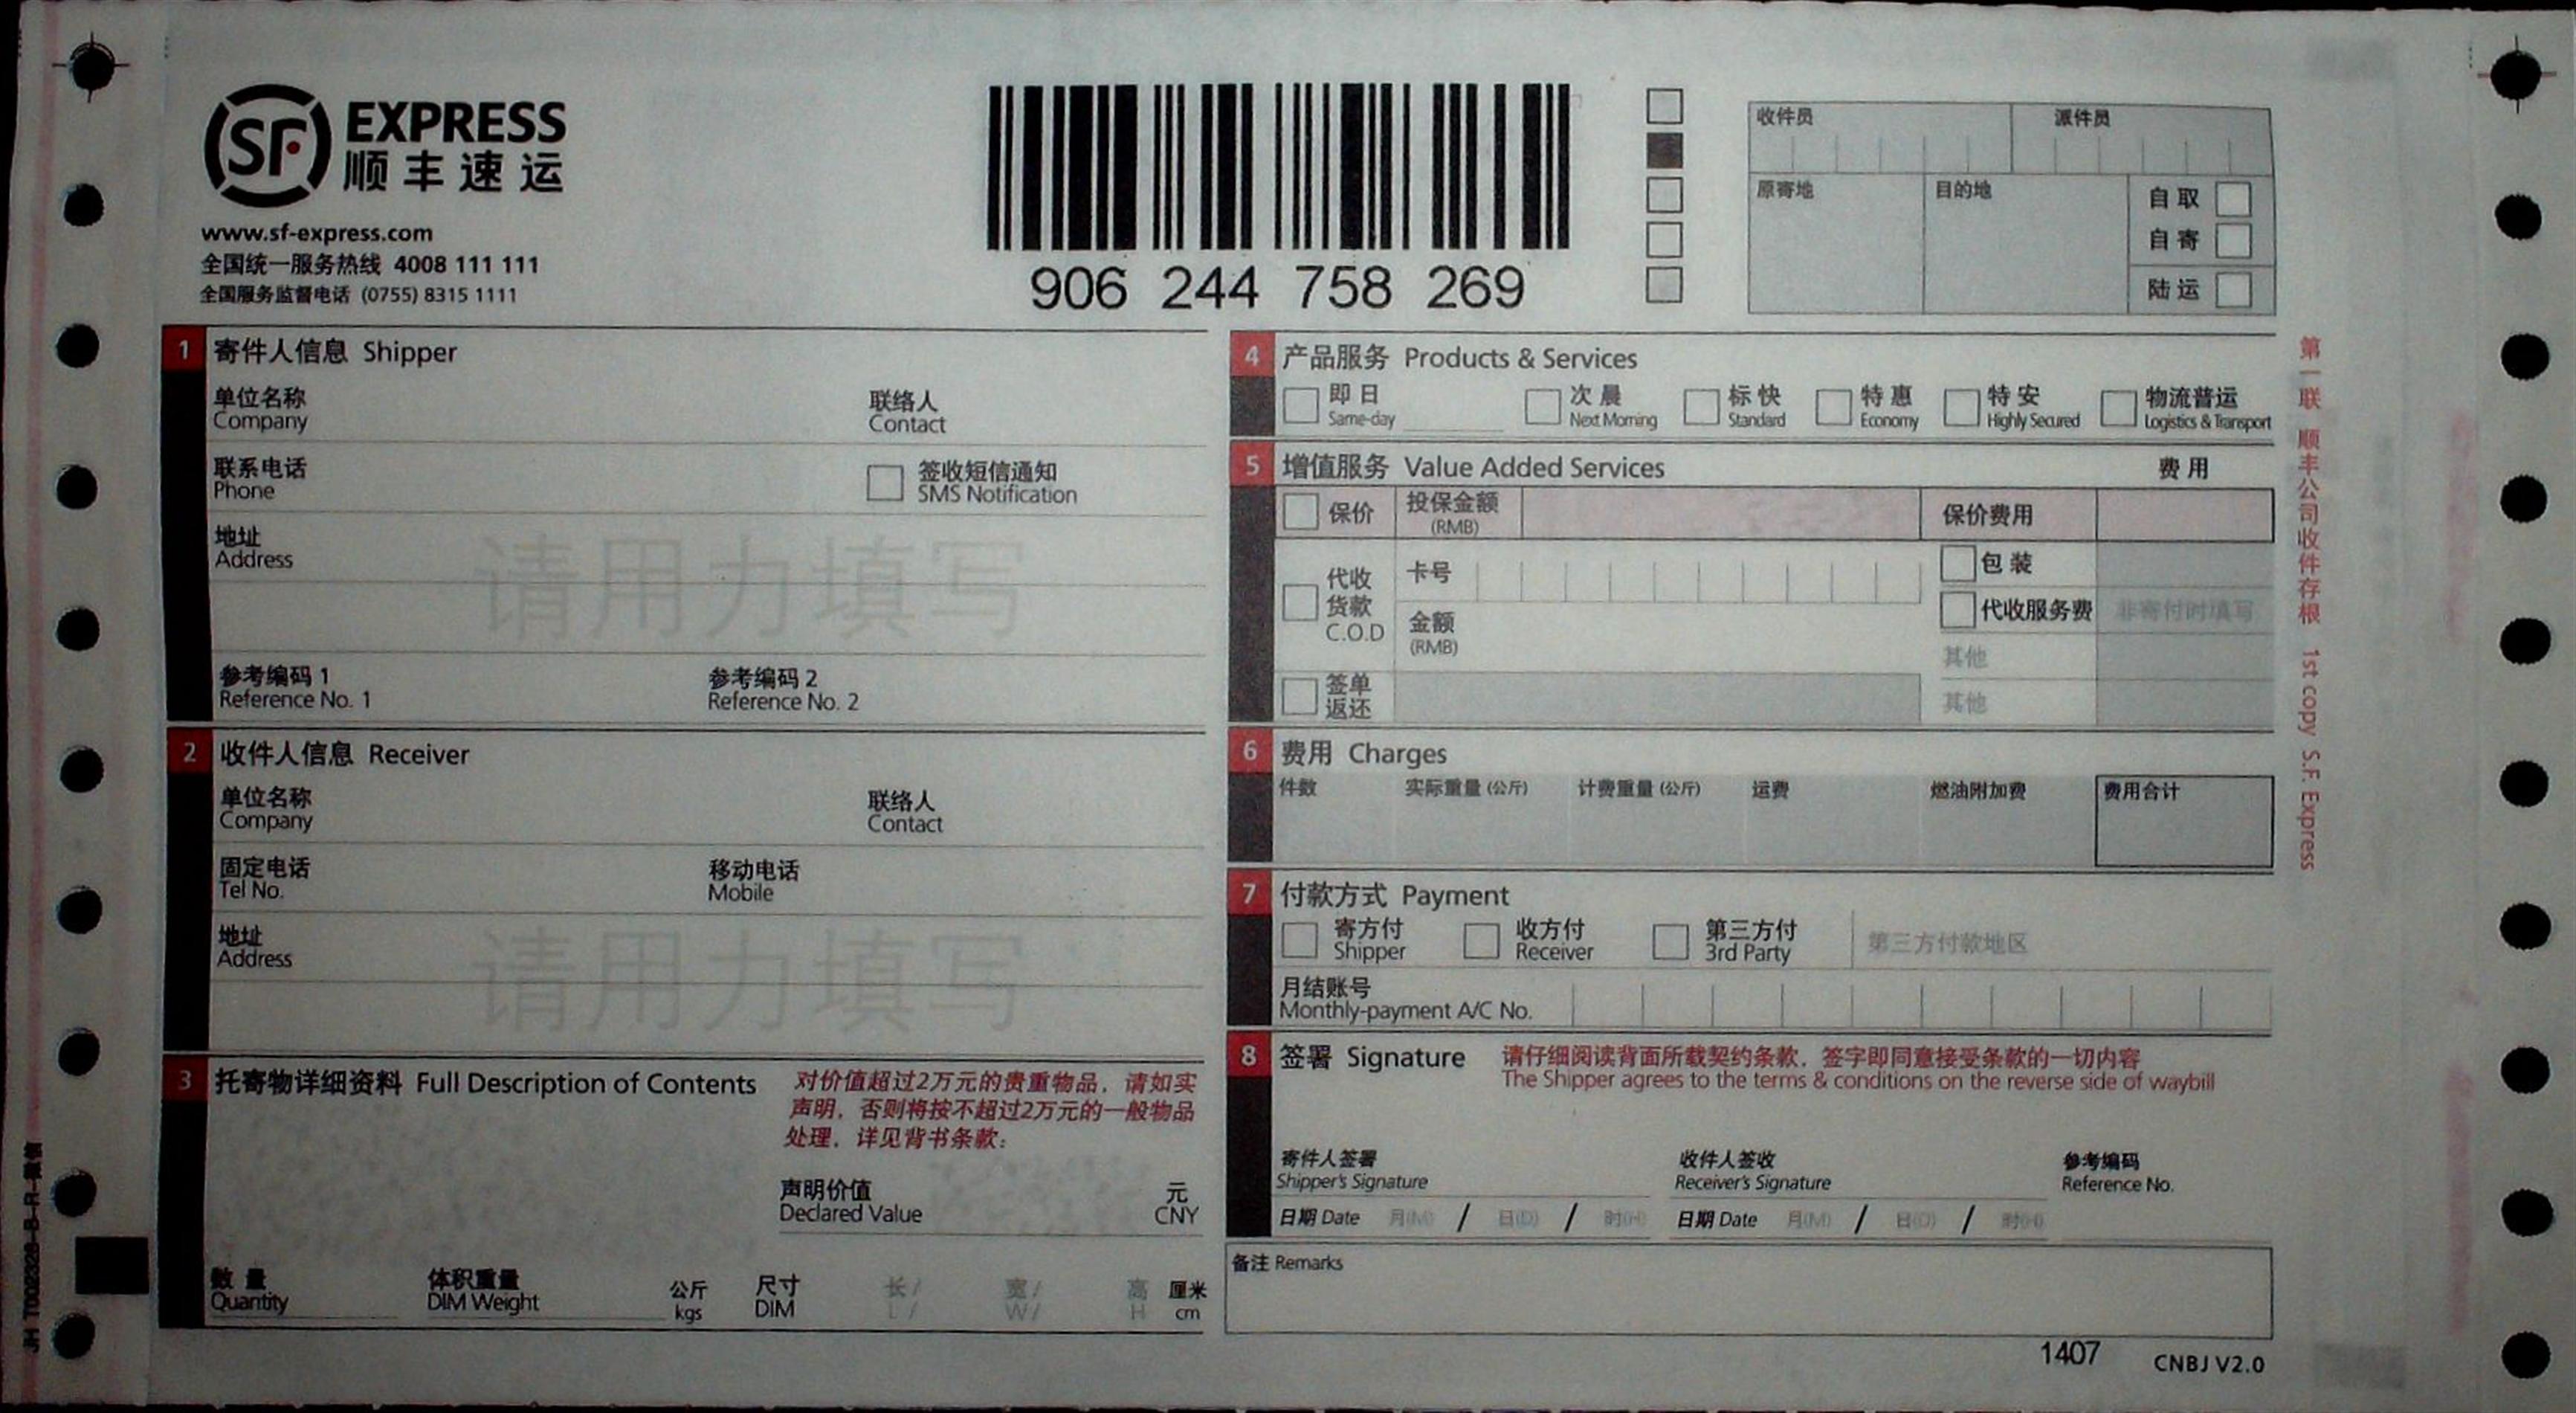 SF EXPRESS
顺丰速运
www.sf-express.com
全国统一服务热线 4008 111 111
全国服务监督电话 (0755) 8315 1111
906 244 758 269
收件员 派件员
原寄地 目的地 自取
自寄
陆运
1 寄件人信息 Shipper
单位名称 联络人
Company Contact
联系电话 签收短信通知
Phone SMS Notification
地址
Address
请用力填写
参考编码 1 参考编码 2
Reference No. 1 Reference No. 2
2 收件人信息 Receiver
单位名称 联络人
Company Contact
固定电话 移动电话
Tel No. Mobile
地址
Address
请用力填写
3 托寄物详细资料 Full Description of Contents
对价值超过2万元的贵重物品，请如实
声明，否则将按不超过2万元的一般物品
处理，详见背书条款：
声明价值 元
Declared Value CNY
数量 体积重量 公斤 尺寸 长/ 宽/ 高 厘米
Quantity DIM Weight kgs DIM L/ W/ H cm
4 产品服务 Products & Services
即日 次晨 标快 特惠 特安 物流普运
Same-day Next Morning Standard Economy Highly Secured Logistics & Transport
5 增值服务 Value Added Services 费用
保价 投保金额 保价费用
(RMB)
代收 卡号 包装
货款 代收服务费 非寄付时填写
C.O.D 金额
(RMB) 其他
签单 其他
返还
6 费用 Charges
件数 实际重量(公斤) 计费重量(公斤) 运费 燃油附加费 费用合计
7 付款方式 Payment
寄方付 收方付 第三方付 第三方付款地区
Shipper Receiver 3rd Party
月结账号
Monthly-payment A/C No.
8 签署 Signature 请仔细阅读背面所载契约条款，签字即同意接受条款的一切内容
The Shipper agrees to the terms & conditions on the reverse side of waybill
寄件人签署 收件人签收 参考编码
Shipper's Signature Receiver's Signature Reference No.
日期 Date 月(M) / 日(D) / 时(H) 日期 Date 月(M) / 日(D) / 时(H)
备注 Remarks
1407 CNBJ V2.0
第一联 顺丰公司收件存根 1st copy S.F. Express